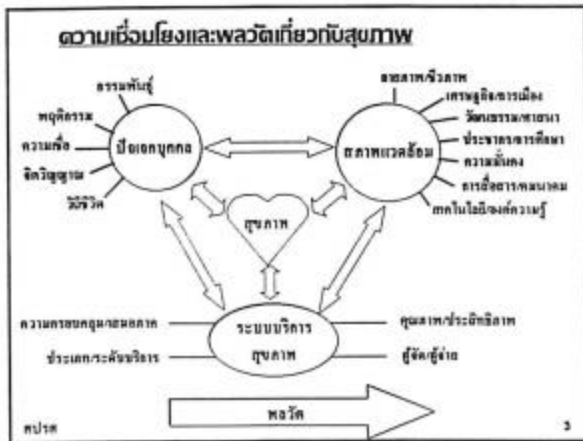 ความเชื่อมโยงและพลวัตเกี่ยวกับสุขภาพ
กรรมพันธุ์
พฤติกรรม
ความเชื่อ
จิตวิญญาณ
วิถีชีวิต
ปัจเจกบุคคล
สภาพแวดล้อม
กายภาพ/ชีวภาพ
เศรษฐกิจ/การเมือง
วัฒนธรรม/ศาสนา
ประชากร/การศึกษา
ความมั่นคง
การสื่อสาร/คมนาคม
เทคโนโลยี/องค์ความรู้
สุขภาพ
ระบบบริการ
สุขภาพ
ความครอบคลุม/เสมอภาค
ประเภท/ระดับบริการ
คุณภาพ/ประสิทธิภาพ
ผู้จัด/ผู้จ่าย
พลวัต
สปรส
3